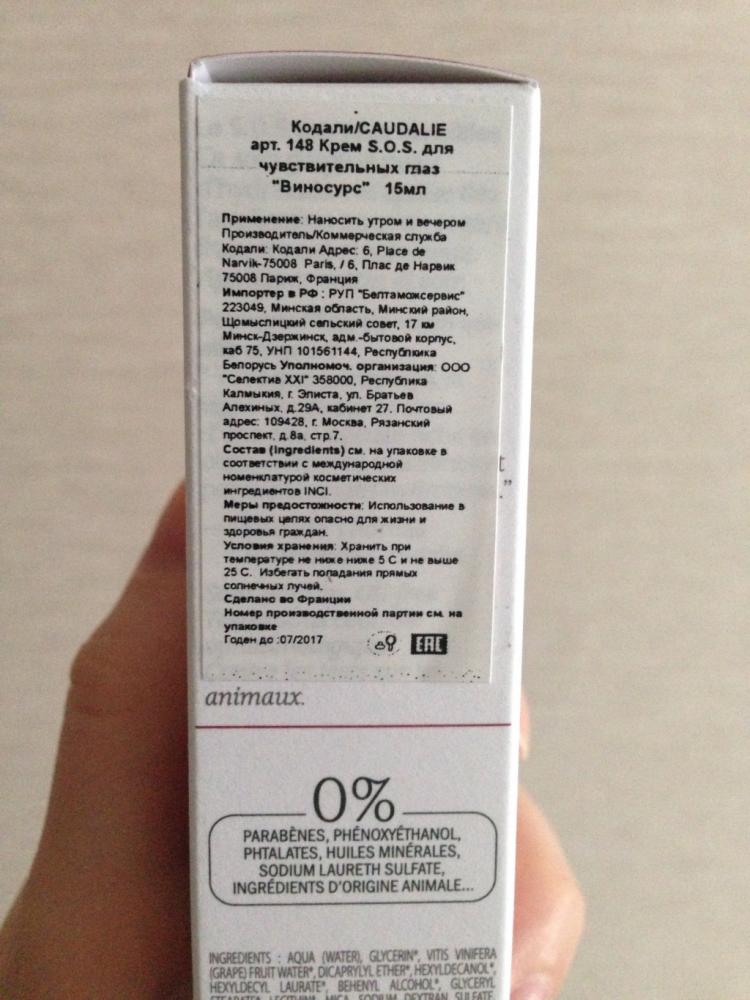 Кодали/CAUDALIE
арт. 148 Крем S.O.S. для
чувствительных глаз
"Виносурс" 15мл
Применение: Наносить утром и вечером
Производитель/Коммерческая служба
Кодали: Кодали Адрес: 6, Place de
Narvik-75008 Paris, / 6, Плас де Нарвик
75008 Париж, Франция
Импортер в РФ : РУП "Белтаможсервис"
223049, Минская область, Минский район,
Щомыслицкий сельский совет, 17 км
Минск-Дзержинск, адм.-бытовой корпус,
каб 75, УНП 101561144, Республкика
Белорусь Уполномоч. организация: ООО
"Селектив XXI" 358000, Республика
Калмыкия, г. Элиста, ул. Братьев
Алехиных, д.29А, кабинет 27. Почтовый
адрес: 109428, г. Москва, Рязанский
проспект, д.8а, стр.7.
Состав (Ingredients) см. на упаковке в
соответствии с международной
номенклатурой косметических
ингредиентов INCI.
Меры предостожности: Использование в
пищевых целях опасно для жизни и
здоровья граждан.
Условия хранения: Хранить при
температуре не ниже ниже 5 С и не выше
25 С. Избегать попадания прямых
солнечных лучей.
Сделано во Франции
Номер производственной партии см. на
упаковке
Годен до :07/2017
EAC
animaux.
0%
PARABÈNES, PHÉNOXYÉTHANOL,
PHTALATES, HUILES MINÉRALES,
SODIUM LAURETH SULFATE,
INGRÉDIENTS D'ORIGINE ANIMALE...
INGREDIENTS : AQUA (WATER), GLYCERIN*, VITIS VINIFERA
(GRAPE) FRUIT WATER*, DICAPRYLYL ETHER*, HEXYLDECANOL*,
HEXYLDECYL LAURATE*, BEHENYL ALCOHOL*, GLYCERYL
STEARATE*, LECITHIN*, MICA, SODIUM DEXTRAN SULFATE,